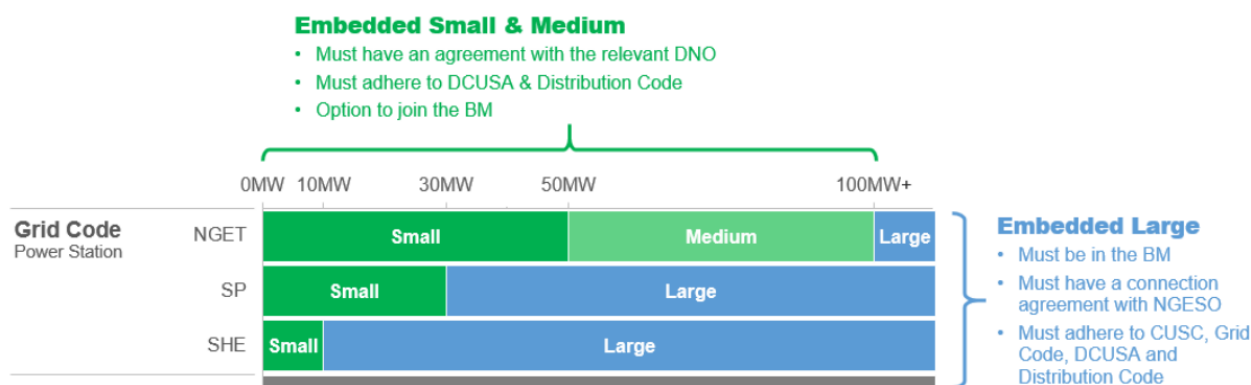 Embedded Small & Medium
• Must have an agreement with the relevant DNO
• Must adhere to DCUSA & Distribution Code
• Option to join the BM
0MW 10MW 30MW 50MW 100MW+
Grid Code
Power Station
NGET Small Medium Large
SP Small Large
SHE Small Large
Embedded Large
• Must be in the BM
• Must have a connection
agreement with NGESO
• Must adhere to CUSC, Grid
Code, DCUSA and
Distribution Code